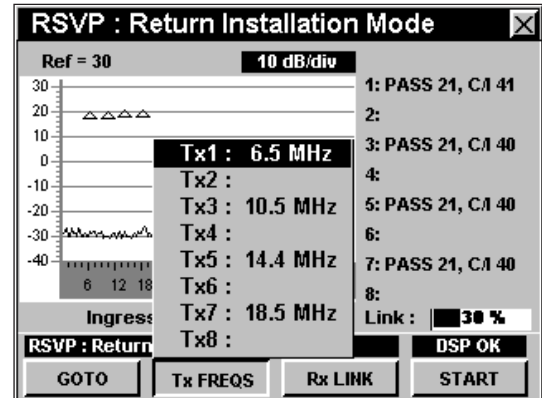 RSVP : Return Installation Mode
Ref = 30
10 dB/div
30
20
10
0
-10
-20
-30
-40
6 12 18
Ingress
1: PASS 21, C/I 41
2:
3: PASS 21, C/I 40
4:
5: PASS 21, C/I 40
6:
7: PASS 21, C/I 40
8:
Tx1 : 6.5 MHz
Tx2 :
Tx3 : 10.5 MHz
Tx4 :
Tx5 : 14.4 MHz
Tx6 :
Tx7 : 18.5 MHz
Tx8 :
Link : 30 %
RSVP : Return
DSP OK
GOTO
Tx FREQS
Rx LINK
START